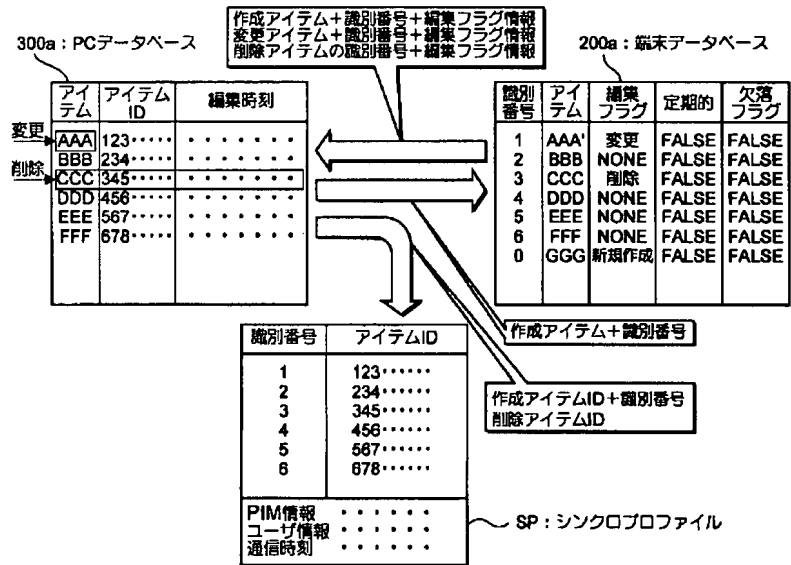 作成アイテム+識別番号+編集フラグ情報
変更アイテム+識別番号+編集フラグ情報
削除アイテムの識別番号+編集フラグ情報
300a：PCデータベース
200a：端末データベース
アイテム アイテムID 編集時刻
変更 AAA 123・・・・・ ・・・・・・・
BBB 234・・・・・ ・・・・・・・
削除 CCC 345・・・・・ ・・・・・・・
DDD 456・・・・・ ・・・・・・・
EEE 567・・・・・ ・・・・・・・
FFF 678・・・・・ ・・・・・・・
識別番号 アイテム 編集フラグ 定期的 欠落フラグ
1 AAA' 変更 FALSE FALSE
2 BBB NONE FALSE FALSE
3 CCC 削除 FALSE FALSE
4 DDD NONE FALSE FALSE
5 EEE NONE FALSE FALSE
6 FFF NONE FALSE FALSE
0 GGG 新規作成 FALSE FALSE
作成アイテム+識別番号
作成アイテムID+識別番号
削除アイテムID
識別番号 アイテムID
1 123・・・・・・
2 234・・・・・・
3 345・・・・・・
4 456・・・・・・
5 567・・・・・・
6 678・・・・・・
PIM情報 ・・・・・・
ユーザ情報 ・・・・・・
通信時刻 ・・・・・・
SP：シンクロプロファイル